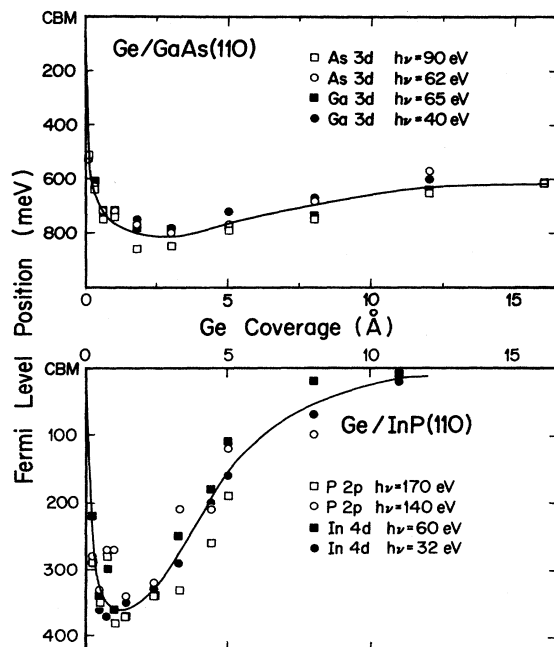 CBM
Ge/GaAs(110)
□ As 3d hν=90 eV
○ As 3d hν=62 eV
■ Ga 3d hν=65 eV
● Ga 3d hν=40 eV
200
400
600
800
0 5 10 15
Ge Coverage (Å)
Fermi Level Position (meV)
0 5 10 15
CBM
Ge/InP(110)
100
□ P 2p hν=170 eV
○ P 2p hν=140 eV
■ In 4d hν=60 eV
● In 4d hν=32 eV
200
300
400